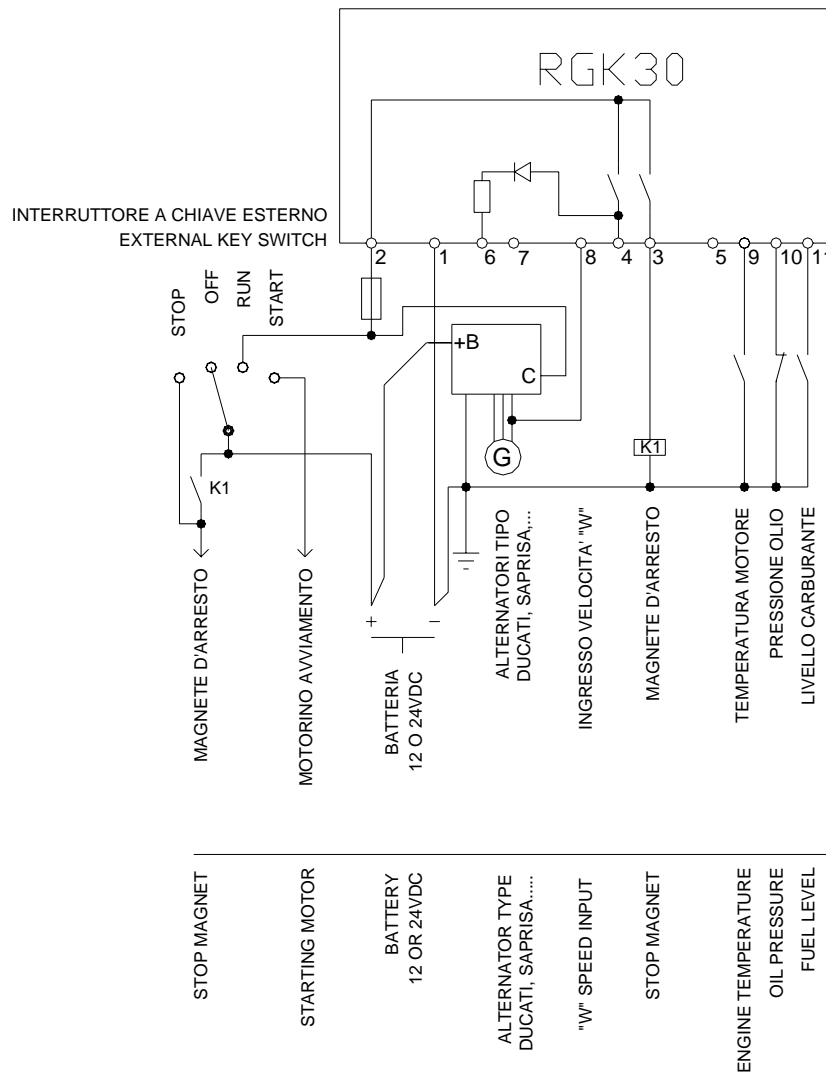 RGK30
INTERRUTTORE A CHIAVE ESTERNO
EXTERNAL KEY SWITCH
2 1 6 7 8 4 3 5 9 10 11
STOP
OFF
RUN
START
+B
C
G
K1
K1
+ −
MAGNETE D'ARRESTO
MOTORINO AVVIAMENTO
BATTERIA
12 O 24VDC
ALTERNATORI TIPO
DUCATI, SAPRISA,...
INGRESSO VELOCITA' "W"
MAGNETE D'ARRESTO
TEMPERATURA MOTORE
PRESSIONE OLIO
LIVELLO CARBURANTE
STOP MAGNET
STARTING MOTOR
BATTERY
12 OR 24VDC
ALTERNATOR TYPE
DUCATI, SAPRISA.....
"W" SPEED INPUT
STOP MAGNET
ENGINE TEMPERATURE
OIL PRESSURE
FUEL LEVEL